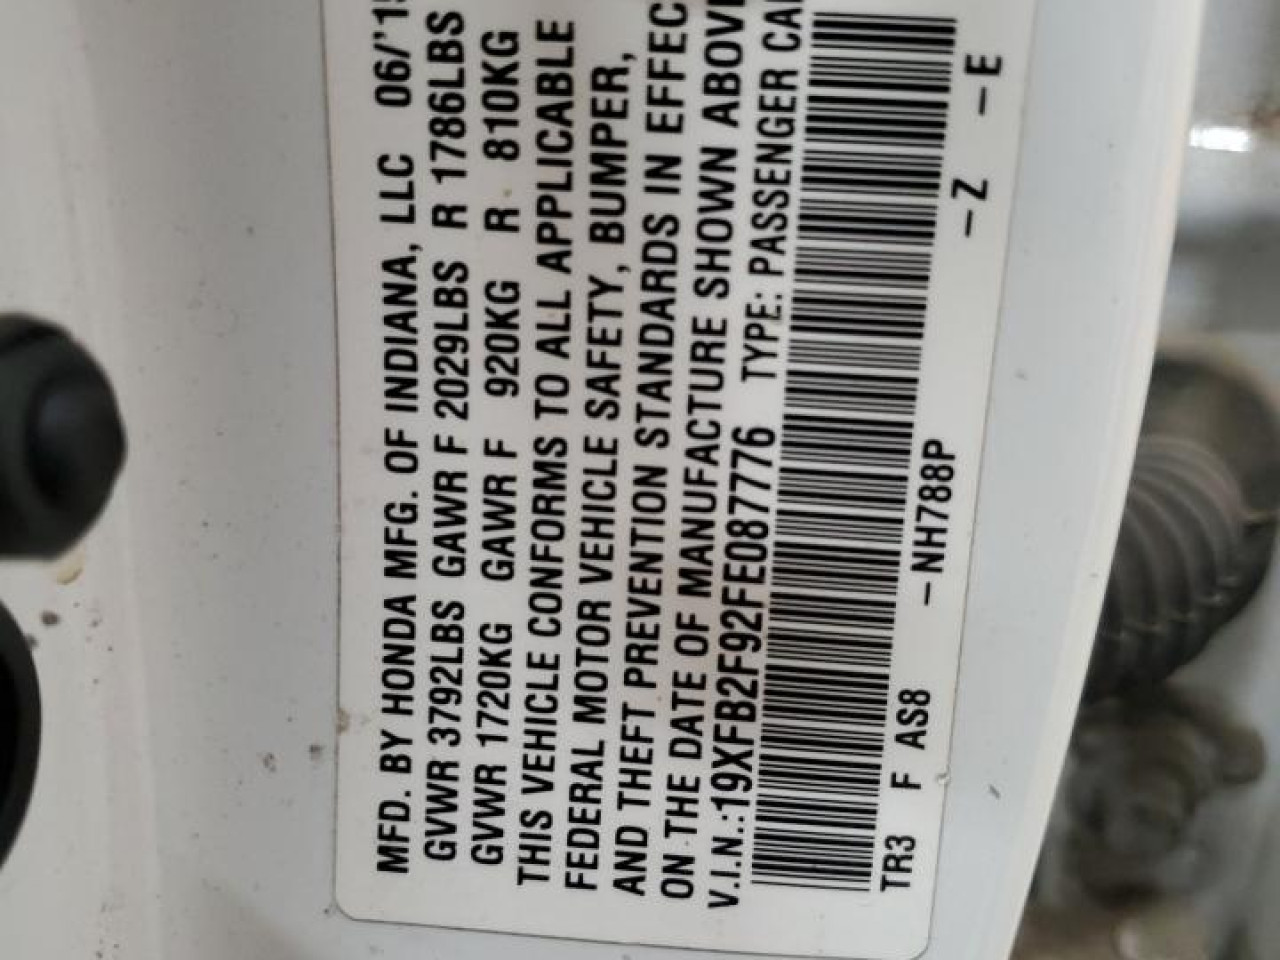 MFD. BY HONDA MFG. OF INDIANA, LLC 06/'15
GVWR 3792LBS GAWR F 2029LBS R 1786LBS
GVWR 1720KG GAWR F 920KG R 810KG
THIS VEHICLE CONFORMS TO ALL APPLICABLE
FEDERAL MOTOR VEHICLE SAFETY, BUMPER,
AND THEFT PREVENTION STANDARDS IN EFFEC
ON THE DATE OF MANUFACTURE SHOWN ABOV
V.I.N.:19XFB2F92FE087776 TYPE: PASSENGER CA
TR3 F AS8 -NH788P -Z -E